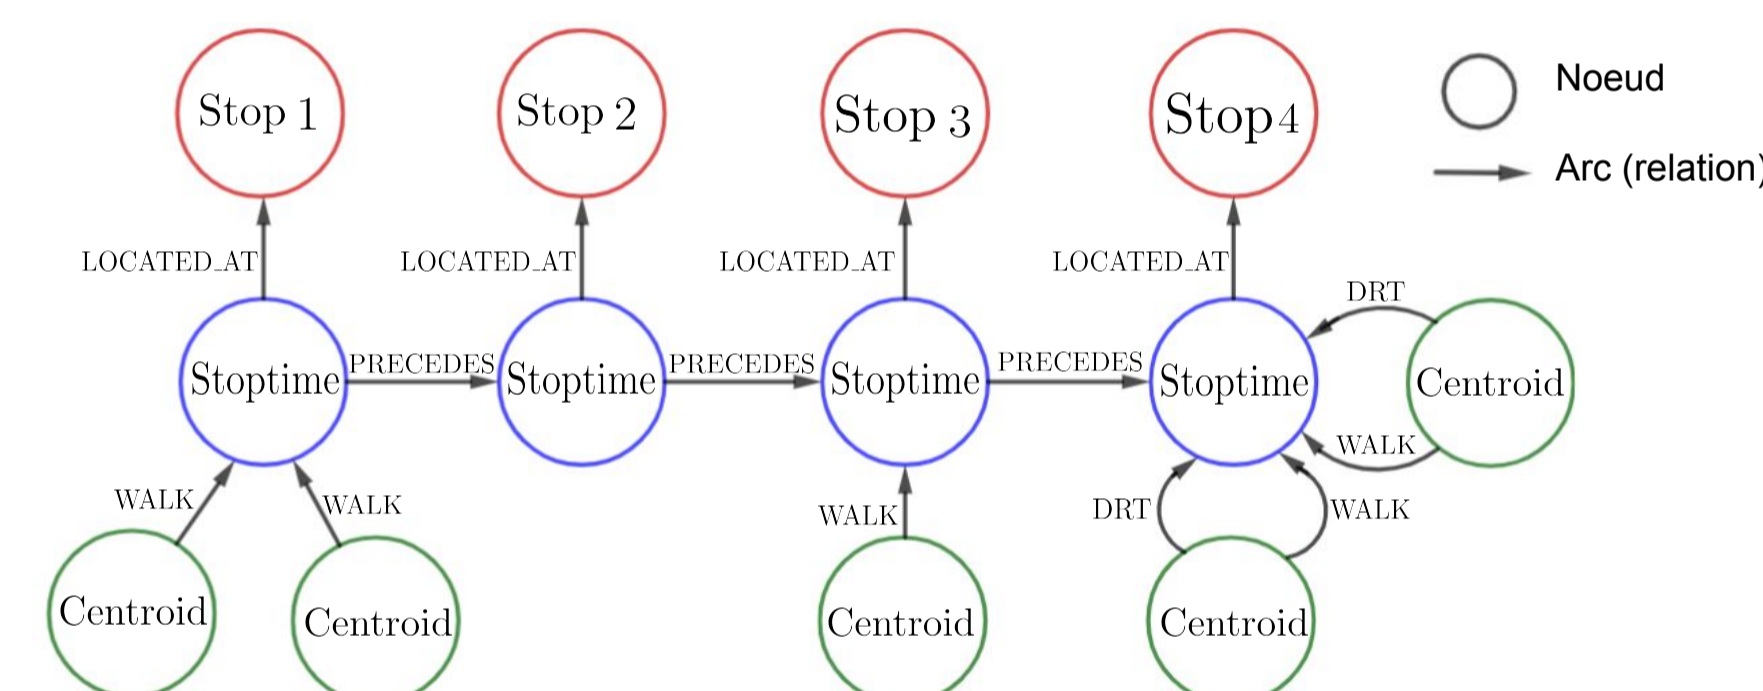 Stop 1
Stop 2
Stop 3
Stop 4
Noeud
Arc (relation)
LOCATED_AT
LOCATED_AT
LOCATED_AT
LOCATED_AT
DRT
Stoptime
PRECEDES
Stoptime
PRECEDES
Stoptime
PRECEDES
Stoptime
Centroid
WALK
WALK
WALK
WALK
DRT
WALK
Centroid
Centroid
Centroid
Centroid